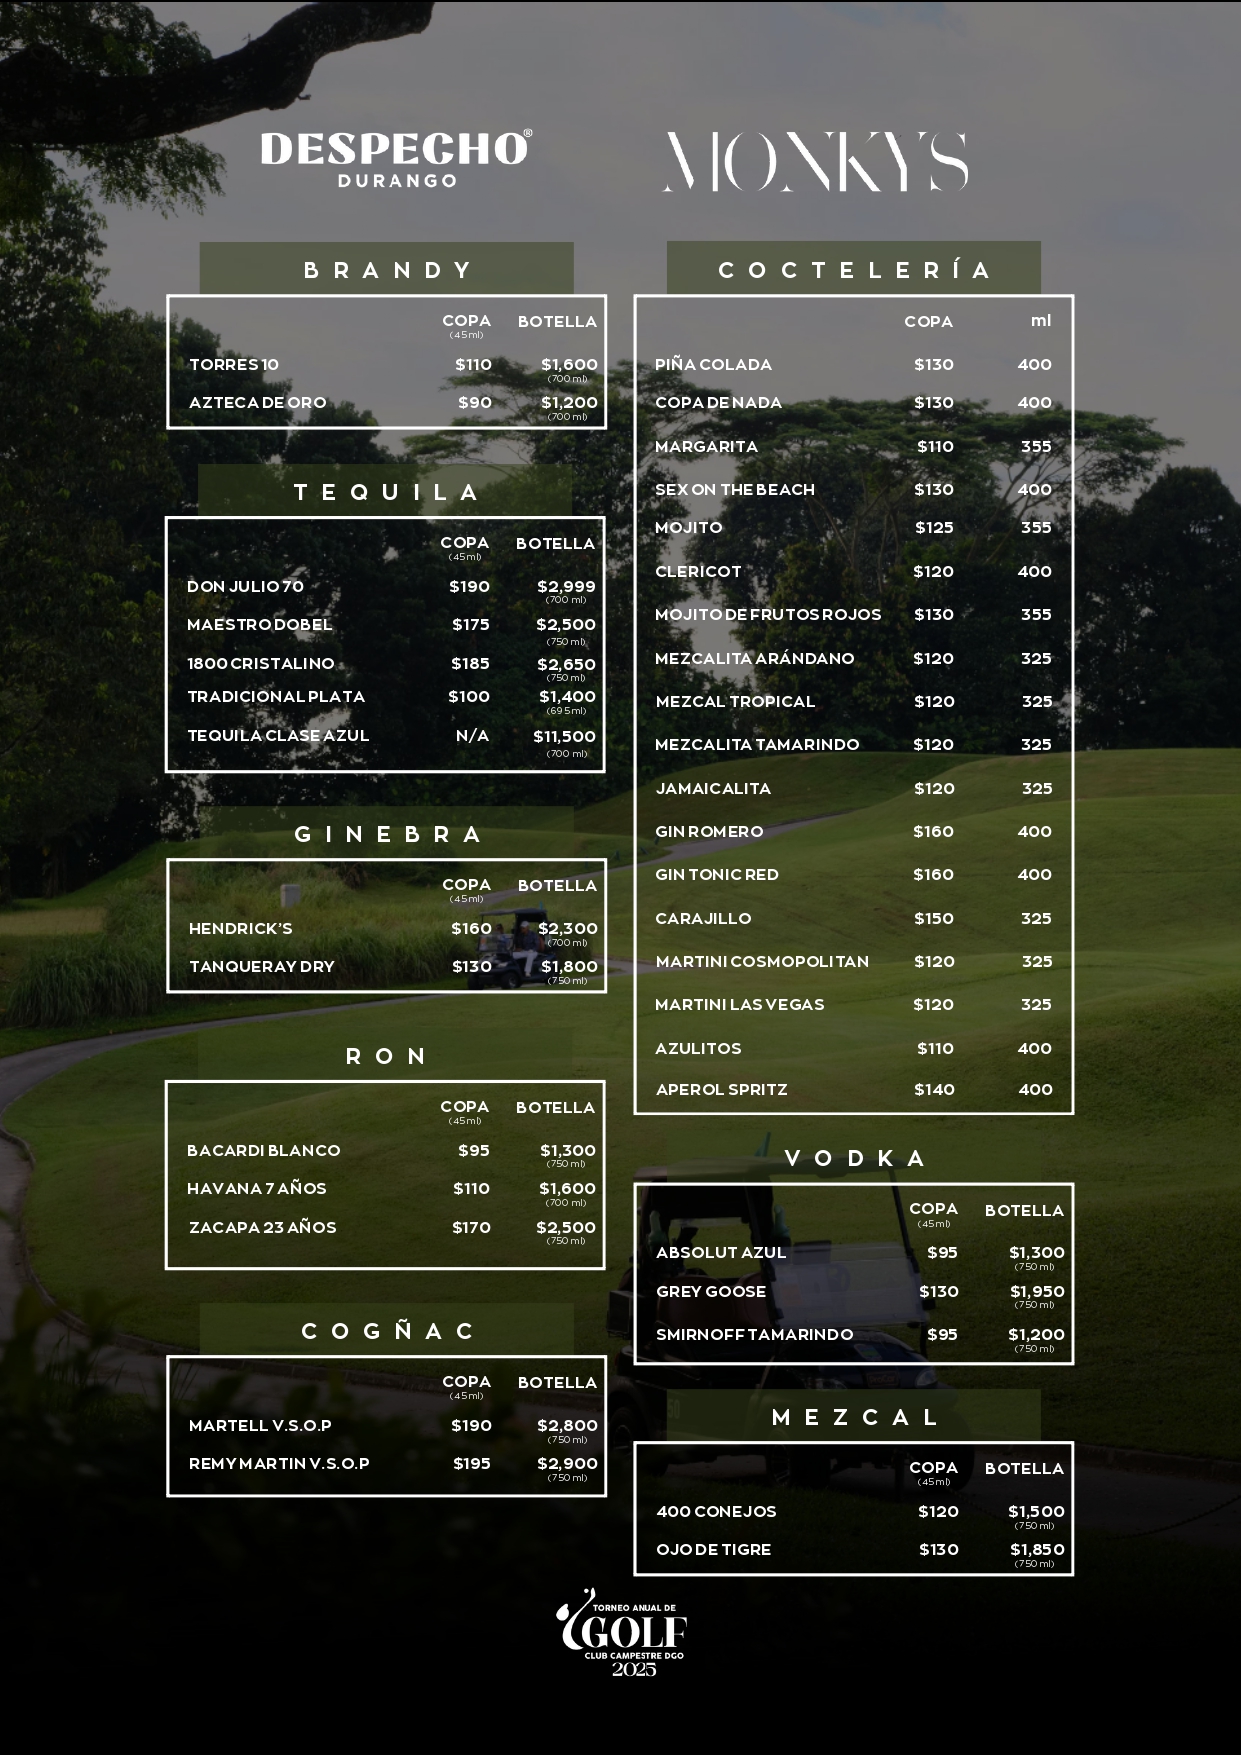 DESPECHO®
DURANGO
MONKYS
BRANDY
COPA BOTELLA
(45ml)
TORRES 10 $110 $1,600
(700 ml)
AZTECA DE ORO $90 $1,200
(700 ml)
TEQUILA
COPA BOTELLA
(45ml)
DON JULIO 70 $190 $2,999
(700 ml)
MAESTRO DOBEL $175 $2,500
(750 ml)
1800 CRISTALINO $185 $2,650
(750 ml)
TRADICIONAL PLATA $100 $1,400
(695ml)
TEQUILA CLASE AZUL N/A $11,500
(700 ml)
GINEBRA
COPA BOTELLA
(45ml)
HENDRICK'S $160 $2,300
(700 ml)
TANQUERAY DRY $130 $1,800
(750 ml)
RON
COPA BOTELLA
(45ml)
BACARDI BLANCO $95 $1,300
(750 ml)
HAVANA 7 AÑOS $110 $1,600
(700 ml)
ZACAPA 23 AÑOS $170 $2,500
(750 ml)
COGÑAC
COPA BOTELLA
(45ml)
MARTELL V.S.O.P $190 $2,800
(750 ml)
REMY MARTIN V.S.O.P $195 $2,900
(750 ml)
COCTELERÍA
COPA ml
PIÑA COLADA $130 400
COPA DE NADA $130 400
MARGARITA $110 355
SEX ON THE BEACH $130 400
MOJITO $125 355
CLERICOT $120 400
MOJITO DE FRUTOS ROJOS $130 355
MEZCALITA ARÁNDANO $120 325
MEZCAL TROPICAL $120 325
MEZCALITA TAMARINDO $120 325
JAMAICALITA $120 325
GIN ROMERO $160 400
GIN TONIC RED $160 400
CARAJILLO $150 325
MARTINI COSMOPOLITAN $120 325
MARTINI LAS VEGAS $120 325
AZULITOS $110 400
APEROL SPRITZ $140 400
VODKA
COPA BOTELLA
(45ml)
ABSOLUT AZUL $95 $1,300
(750 ml)
GREY GOOSE $130 $1,950
(750 ml)
SMIRNOFF TAMARINDO $95 $1,200
(750 ml)
MEZCAL
COPA BOTELLA
(45ml)
400 CONEJOS $120 $1,500
(750 ml)
OJO DE TIGRE $130 $1,850
(750 ml)
TORNEO ANUAL DE
GOLF
CLUB CAMPESTRE DGO
2025